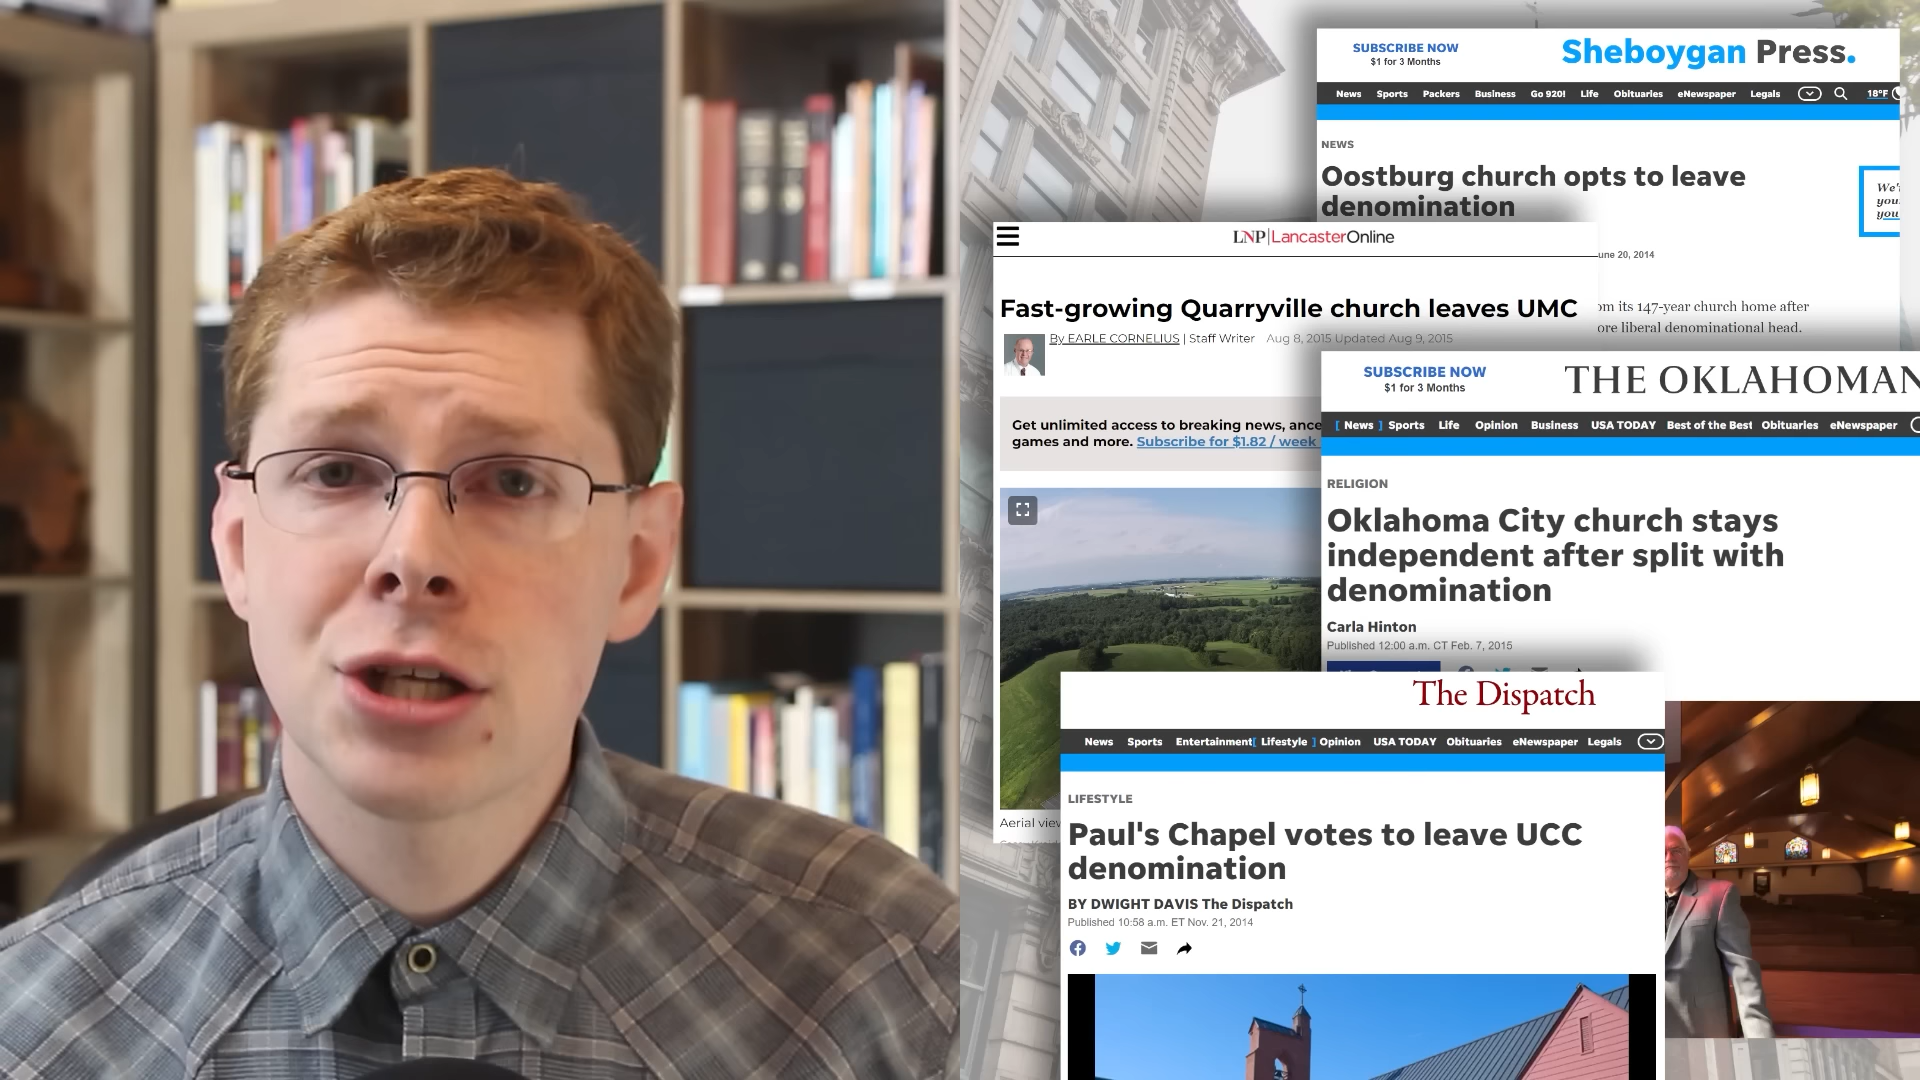 SUBSCRIBE NOW
$1 for 3 Months
Sheboygan Press.
News Sports Packers Business Go 920! Life Obituaries eNewspaper Legals 18°F
NEWS
Oostburg church opts to leave
denomination
We'
you
you
une 20, 2014
om its 147-year church home after
ore liberal denominational head.
LNP|LancasterOnline
Fast-growing Quarryville church leaves UMC
By EARLE CORNELIUS | Staff Writer Aug 8, 2015 Updated Aug 9, 2015
Get unlimited access to breaking news, ance
games and more. Subscribe for $1.82 / week
Aerial view
SUBSCRIBE NOW
$1 for 3 Months
THE OKLAHOMAN
[ News ] Sports Life Opinion Business USA TODAY Best of the Best Obituaries eNewspaper
RELIGION
Oklahoma City church stays
independent after split with
denomination
Carla Hinton
Published 12:00 a.m. CT Feb. 7, 2015
The Dispatch
News Sports Entertainment [ Lifestyle ] Opinion USA TODAY Obituaries eNewspaper Legals
LIFESTYLE
Paul's Chapel votes to leave UCC
denomination
BY DWIGHT DAVIS The Dispatch
Published 10:58 a.m. ET Nov. 21, 2014